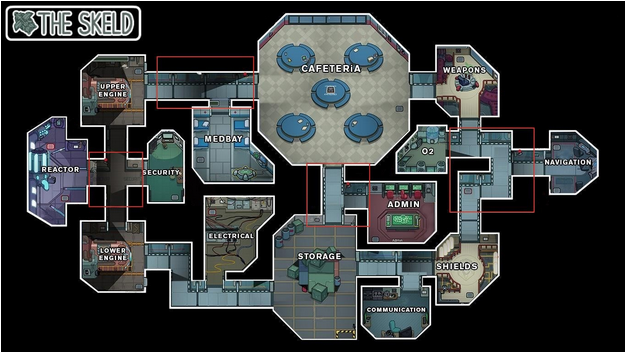 THE SKELD
CAFETERiA
WEAPONS
UPPER
ENGINE
MEDBAY
O2
REACTOR
SECURITY
NAVIGATION
ADMIN
ELECTRICAL
LOWER
ENGINE
STORAGE
SHIELDS
COMMUNICATION